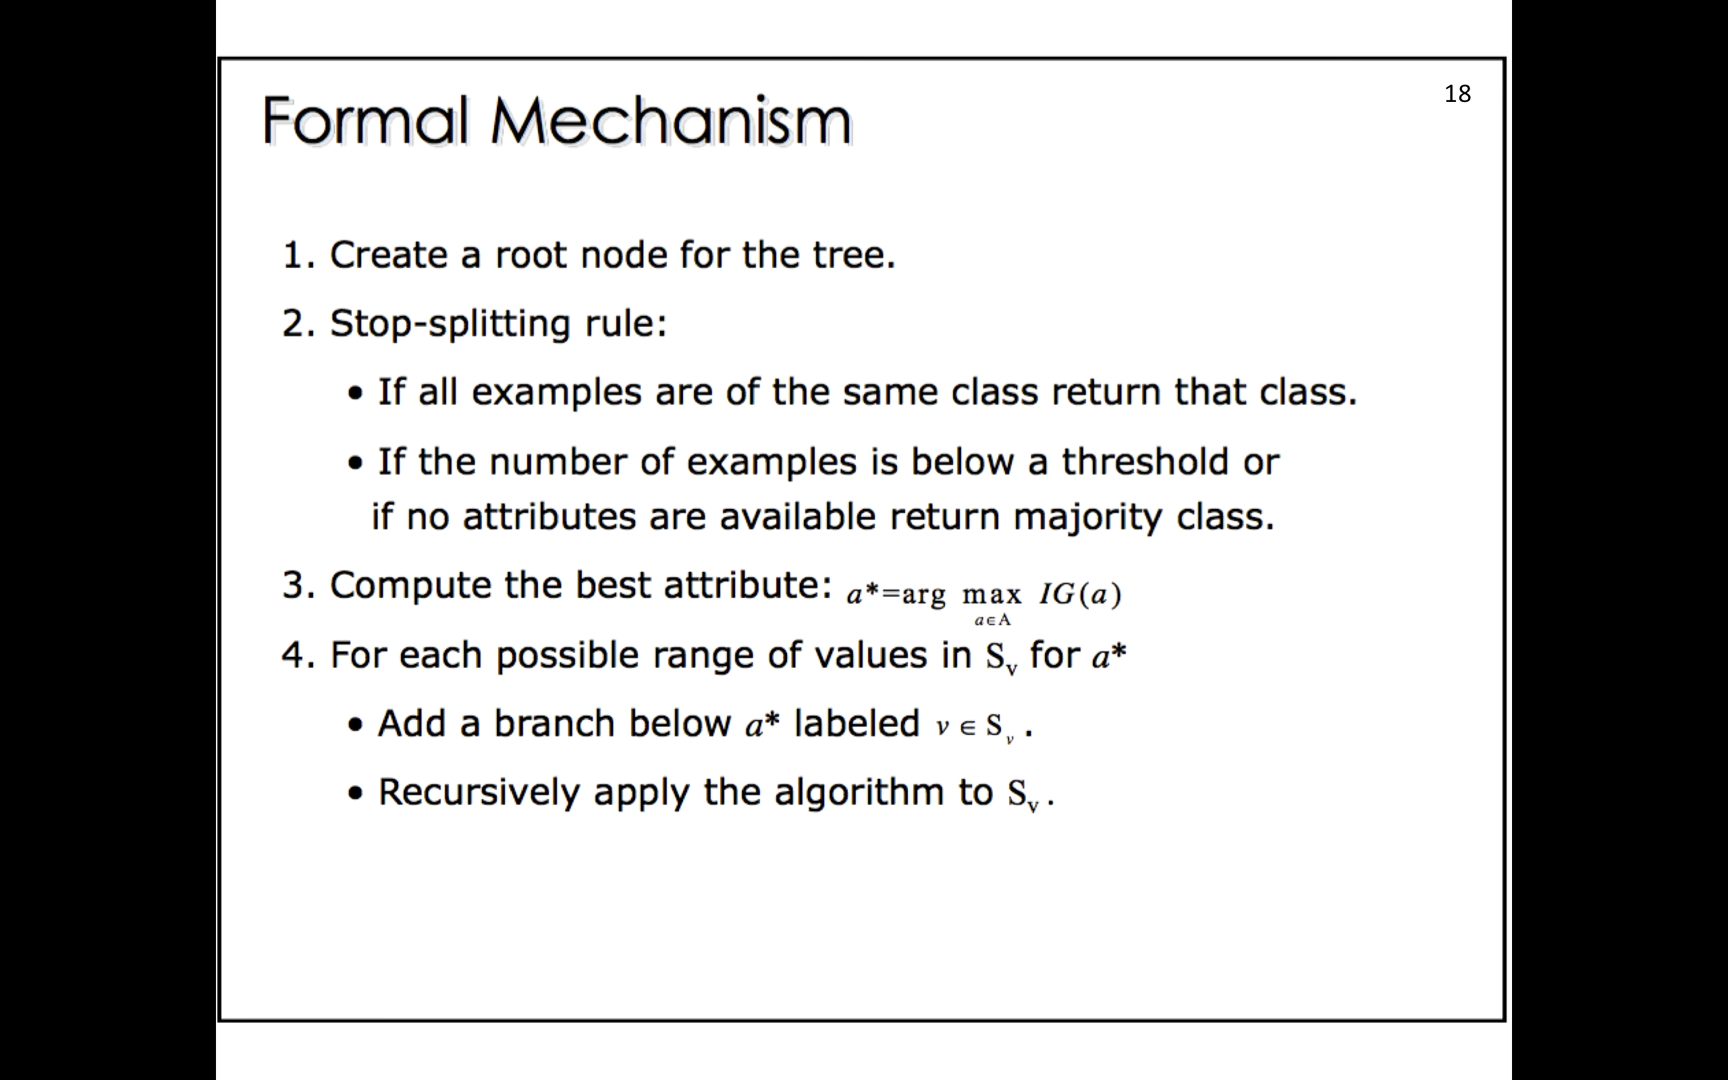 18
Formal Mechanism
1. Create a root node for the tree.
2. Stop-splitting rule:
• If all examples are of the same class return that class.
• If the number of examples is below a threshold or
if no attributes are available return majority class.
3. Compute the best attribute: a*=arg max IG(a)
a∈A
4. For each possible range of values in Sᵥ for a*
• Add a branch below a* labeled v ∈ Sᵥ .
• Recursively apply the algorithm to Sᵥ .